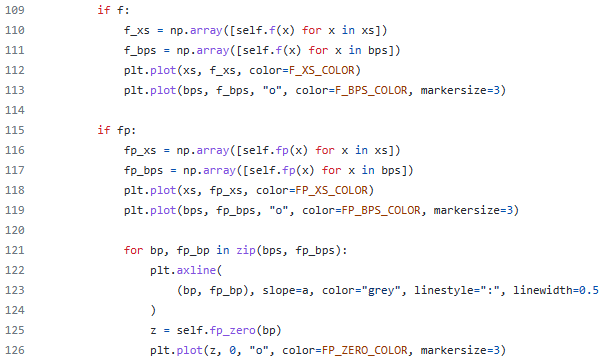 109 if f:
110 f_xs = np.array([self.f(x) for x in xs])
111 f_bps = np.array([self.f(x) for x in bps])
112 plt.plot(xs, f_xs, color=F_XS_COLOR)
113 plt.plot(bps, f_bps, "o", color=F_BPS_COLOR, markersize=3)
114
115 if fp:
116 fp_xs = np.array([self.fp(x) for x in xs])
117 fp_bps = np.array([self.fp(x) for x in bps])
118 plt.plot(xs, fp_xs, color=FP_XS_COLOR)
119 plt.plot(bps, fp_bps, "o", color=FP_BPS_COLOR, markersize=3)
120
121 for bp, fp_bp in zip(bps, fp_bps):
122 plt.axline(
123 (bp, fp_bp), slope=a, color="grey", linestyle=":", linewidth=0.5
124 )
125 z = self.fp_zero(bp)
126 plt.plot(z, 0, "o", color=FP_ZERO_COLOR, markersize=3)